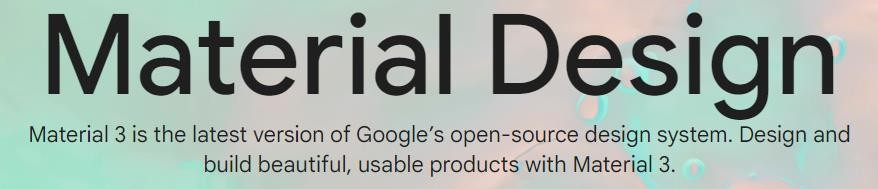 Material Design
Material 3 is the latest version of Google’s open-source design system. Design and
build beautiful, usable products with Material 3.